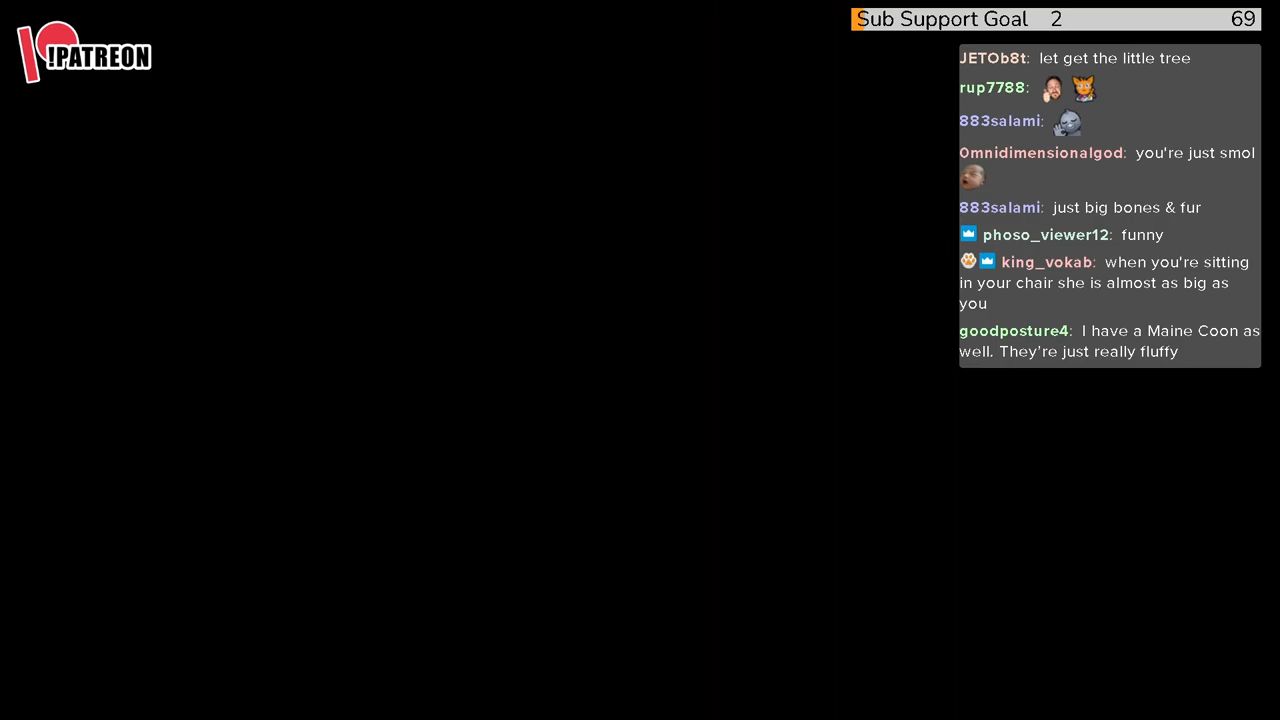 Sub Support Goal 2 69
!PATREON
JETOb8t: let get the little tree
rup7788:
883salami:
0mnidimensionalgod: you're just smol
883salami: just big bones & fur
phoso_viewer12: funny
king_vokab: when you're sitting
in your chair she is almost as big as
you
goodposture4: I have a Maine Coon as
well. They're just really fluffy